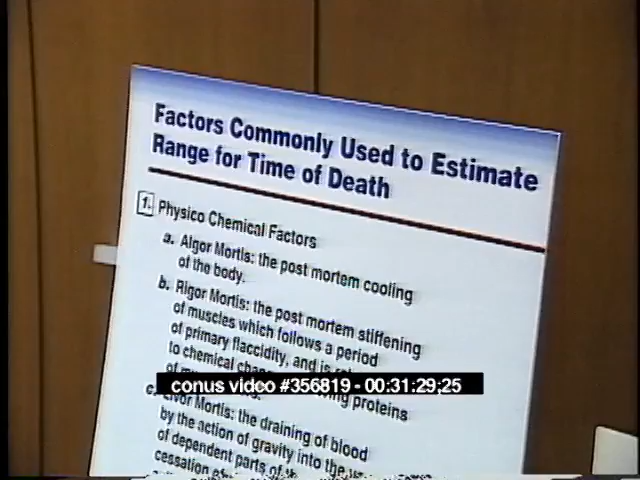 Factors Commonly Used to Estimate
Range for Time of Death
1. Physico Chemical Factors
a. Algor Mortis: the post mortem cooling
of the body.
b. Rigor Mortis: the post mortem stiffening
of muscles which follows a period
of primary flaccidity, and is
to chemical proteins
of
conus video #356819 - 00:31:29;25
c. Livor Mortis: the draining of blood
by the action of gravity into the
of dependent parts of
cessation